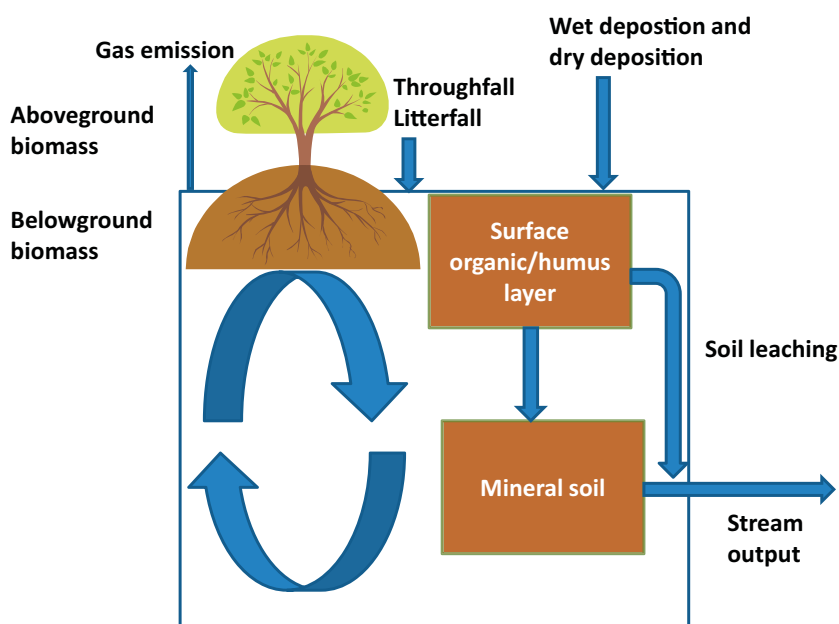 Gas emission
Wet depostion and
dry deposition
Throughfall
Litterfall
Aboveground
biomass
Belowground
biomass
Surface
organic/humus
layer
Soil leaching
Mineral soil
Stream
output